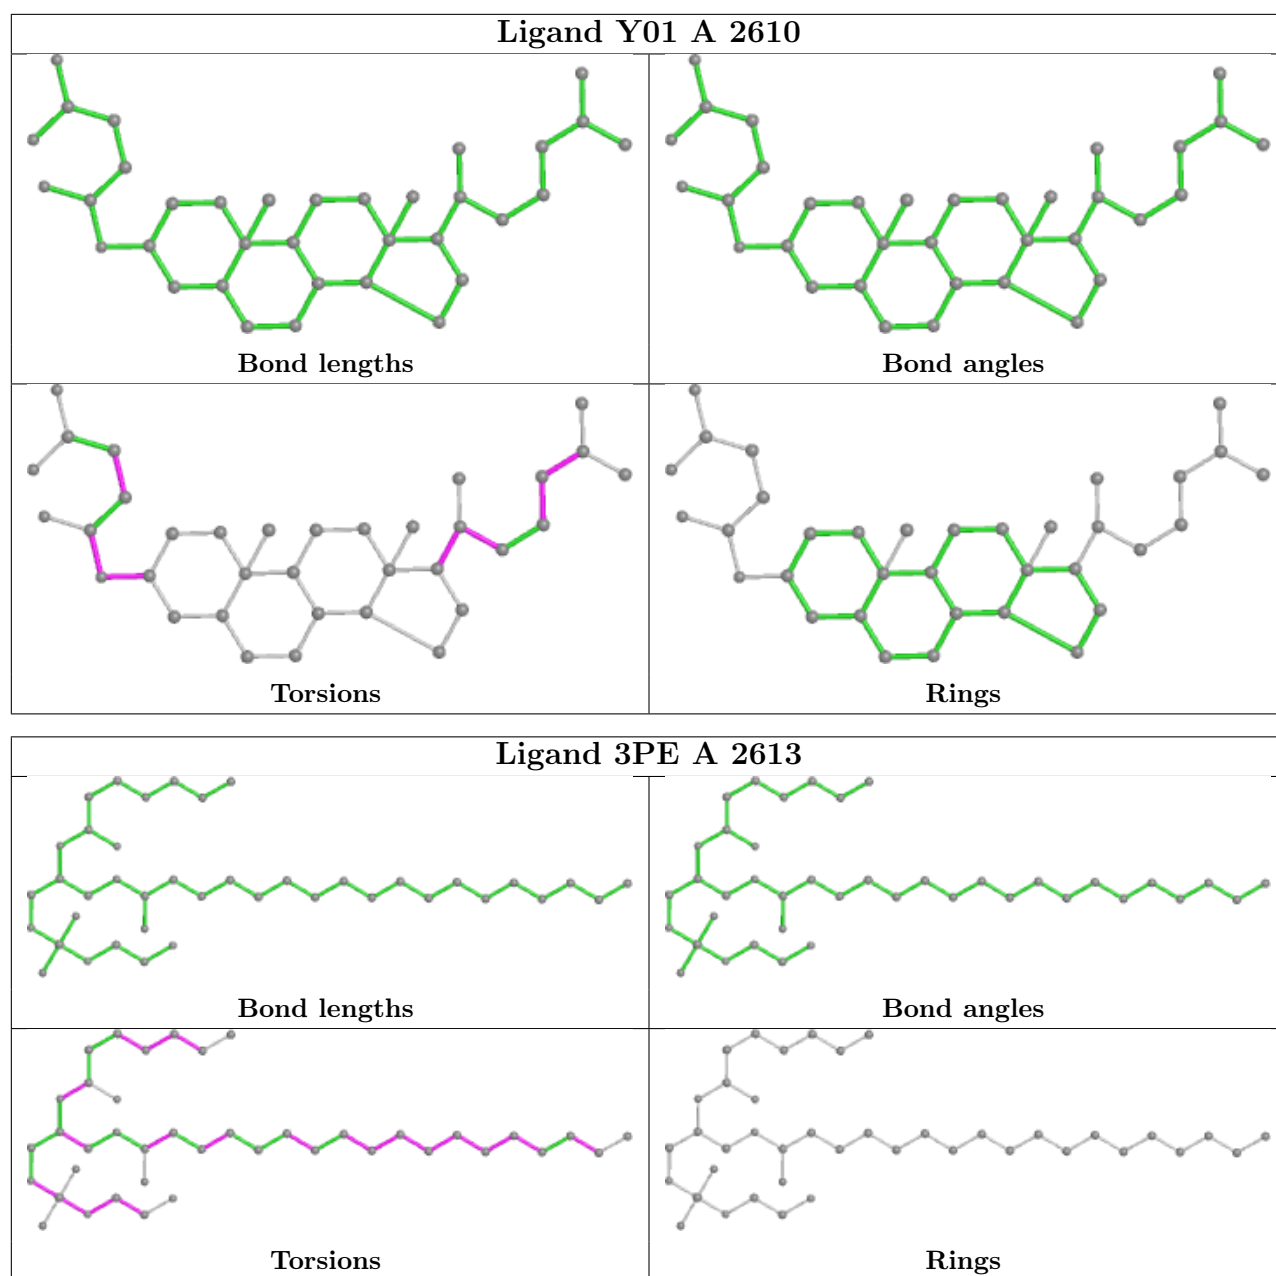 Ligand Y01 A 2610
Bond lengths
Bond angles
Torsions
Rings
Ligand 3PE A 2613
Bond lengths
Bond angles
Torsions
Rings